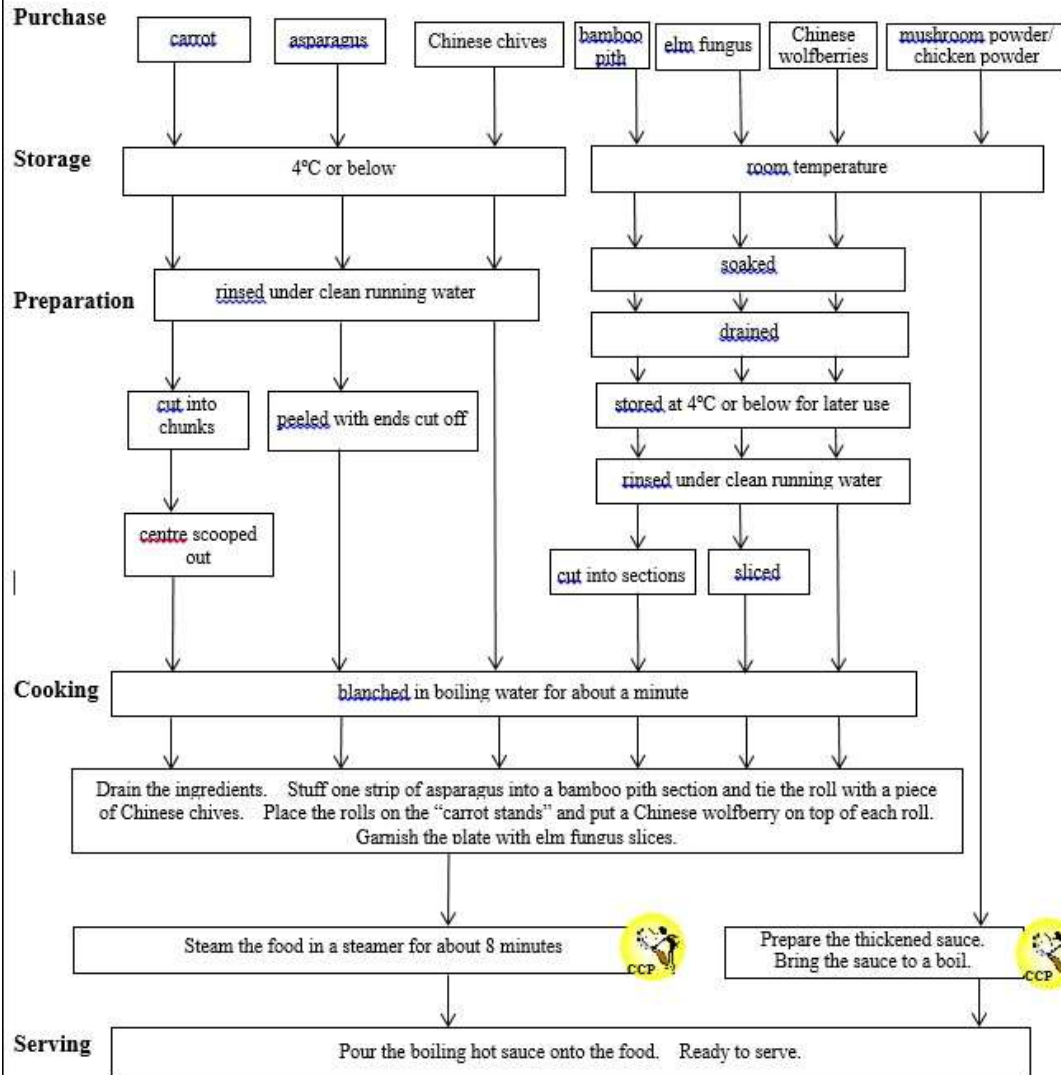 Purchase
carrot
asparagus
Chinese chives
bamboo
pith
elm fungus
Chinese
wolfberries
mushroom powder/
chicken powder
Storage
4°C or below
room temperature
Preparation
rinsed under clean running water
soaked
drained
cut into
chunks
peeled with ends cut off
stored at 4°C or below for later use
rinsed under clean running water
centre scooped
out
cut into sections
sliced
Cooking
blanched in boiling water for about a minute
Drain the ingredients. Stuff one strip of asparagus into a bamboo pith section and tie the roll with a piece
of Chinese chives. Place the rolls on the “carrot stands” and put a Chinese wolfberry on top of each roll.
Garnish the plate with elm fungus slices.
Steam the food in a steamer for about 8 minutes
CCP
Prepare the thickened sauce.
Bring the sauce to a boil.
CCP
Serving
Pour the boiling hot sauce onto the food. Ready to serve.